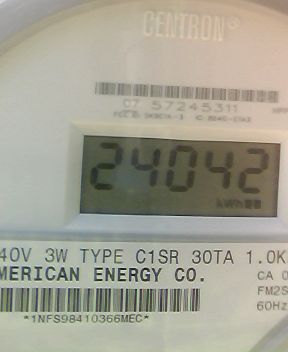 CENTRON®
07 57245311
24042
kWh
40V 3W TYPE C1SR 30TA 1.0K
MERICAN ENERGY CO.
CA 0
FM2S
60Hz
*1NFS98410366MEC*